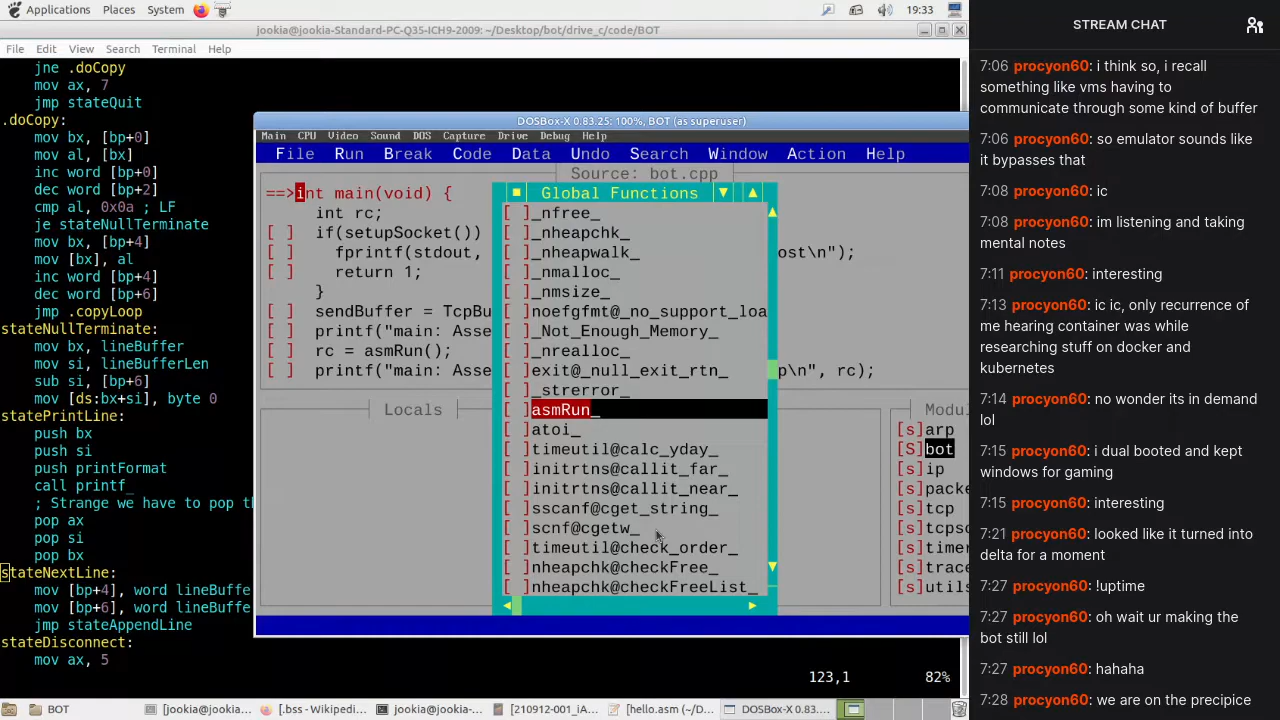 Applications Places System 19:33
jookia@jookia-Standard-PC-Q35-ICH9-2009: ~/Desktop/bot/drive_c/code/BOT
File Edit View Search Terminal Help
jne .doCopy
mov ax, 7
jmp stateQuit
.doCopy:
mov bx, [bp+0]
mov al, [bx]
inc word [bp+0]
dec word [bp+2]
cmp al, 0x0a ; LF
je stateNullTerminate
mov bx, [bp+4]
mov [bx], al
inc word [bp+4]
dec word [bp+6]
jmp .copyLoop
stateNullTerminate:
mov bx, lineBuffer
mov si, lineBufferLen
sub si, [bp+6]
mov [ds:bx+si], byte 0
statePrintLine:
push bx
push si
push printFormat
call printf_
; Strange we have to pop th
pop ax
pop si
pop bx
stateNextLine:
mov [bp+4], word lineBuffe
mov [bp+6], word lineBuffe
jmp stateAppendLine
stateDisconnect:
mov ax, 5
123,1 82%
DOSBox-X 0.83.25: 100%, BOT (as superuser)
Main CPU Video Sound DOS Capture Drive Debug Help
File Run Break Code Data Undo Search Window Action Help
Source: bot.cpp
==>int main(void) {
int rc;
[ ] if(setupSocket())
[ ] fprintf(stdout, ost\n");
[ ] return 1;
}
[ ] sendBuffer = TcpBu
[ ] printf("main: Asse
[ ] rc = asmRun();
[ ] printf("main: Asse p\n", rc);
Locals
Global Functions
[ ]_nfree_
[ ]_nheapchk_
[ ]_nheapwalk_
[ ]_nmalloc_
[ ]_nmsize_
[ ]noefgfmt@_no_support_loa
[ ]_Not_Enough_Memory_
[ ]_nrealloc_
[ ]exit@_null_exit_rtn_
[ ]_strerror_
[ ]asmRun_
[ ]atoi_
[ ]timeutil@calc_yday_
[ ]initrtns@callit_far_
[ ]initrtns@callit_near_
[ ]sscanf@cget_string_
[ ]scnf@cgetw_
[ ]timeutil@check_order_
[ ]nheapchk@checkFree_
[ ]nheapchk@checkFreeList_
Modu
[s]arp
[S]bot
[s]ip
[s]packe
[s]tcp
[s]tcpso
[s]timer
[s]trace
[s]utils
BOT [jookia@jooka... [.bss - Wikipedi... jookia@jookia-... [210912-001_iA... [hello.asm (~/D... DOSBox-X 0.83....
STREAM CHAT
7:06 procyon60: i think so, i recall
something like vms having to
communicate through some kind of buffer
7:06 procyon60: so emulator sounds like
it bypasses that
7:08 procyon60: ic
7:08 procyon60: im listening and taking
mental notes
7:11 procyon60: interesting
7:13 procyon60: ic ic, only recurrence of
me hearing container was while
researching stuff on docker and
kubernetes
7:14 procyon60: no wonder its in demand
lol
7:15 procyon60: i dual booted and kept
windows for gaming
7:15 procyon60: interesting
7:21 procyon60: looked like it turned into
delta for a moment
7:27 procyon60: !uptime
7:27 procyon60: oh wait ur making the
bot still lol
7:27 procyon60: hahaha
7:28 procyon60: we are on the precipice